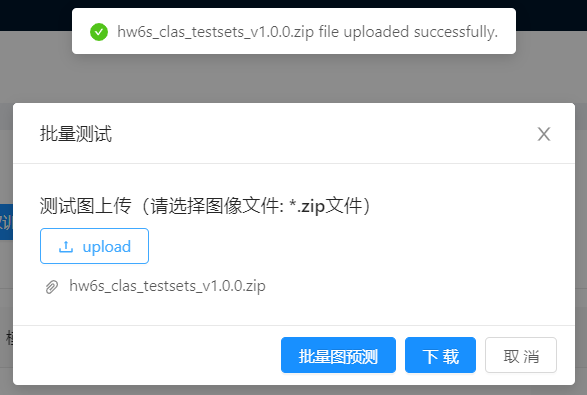 hw6s_clas_testsets_v1.0.0.zip file uploaded successfully.
批量测试
测试图上传（请选择图像文件: *.zip文件）
upload
hw6s_clas_testsets_v1.0.0.zip
批量图预测
下 载
取 消